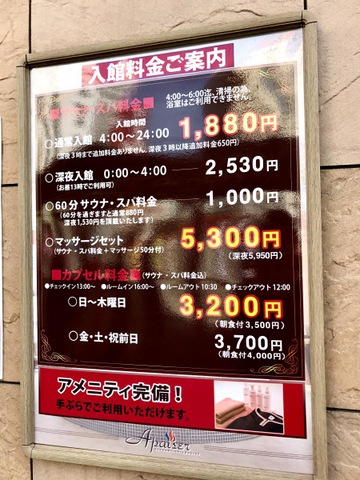 入館料金ご案内
4:00〜6:00迄、清掃の為、
浴室はご利用できません。
■サウナ・スパ料金■
入館時間
○通常入館 4:00〜24:00 1,880円
(深夜3時まで追加料金ありません。深夜3時以降追加料金650円)
○深夜入館 0:00〜4:00 2,530円
(お昼13時でご利用可)
○60分サウナ・スパ料金 1,000円
(60分を過ぎますと通常880円
深夜1,530円を頂戴いたします)
○マッサージセット 5,300円
(サウナ・スパ料金+マッサージ50分付) (深夜5,950円)
■カプセル料金■(サウナ・スパ料金込)
●チェックイン13:00〜 ●ルームイン16:00〜 ●ルームアウト10:30 ●チェックアウト12:00
○日〜木曜日 3,200円
(朝食付3,500円)
○金・土・祝前日 3,700円
(朝食付4,000円)
アメニティ完備!
手ぶらでご利用いただけます。
Apaiser